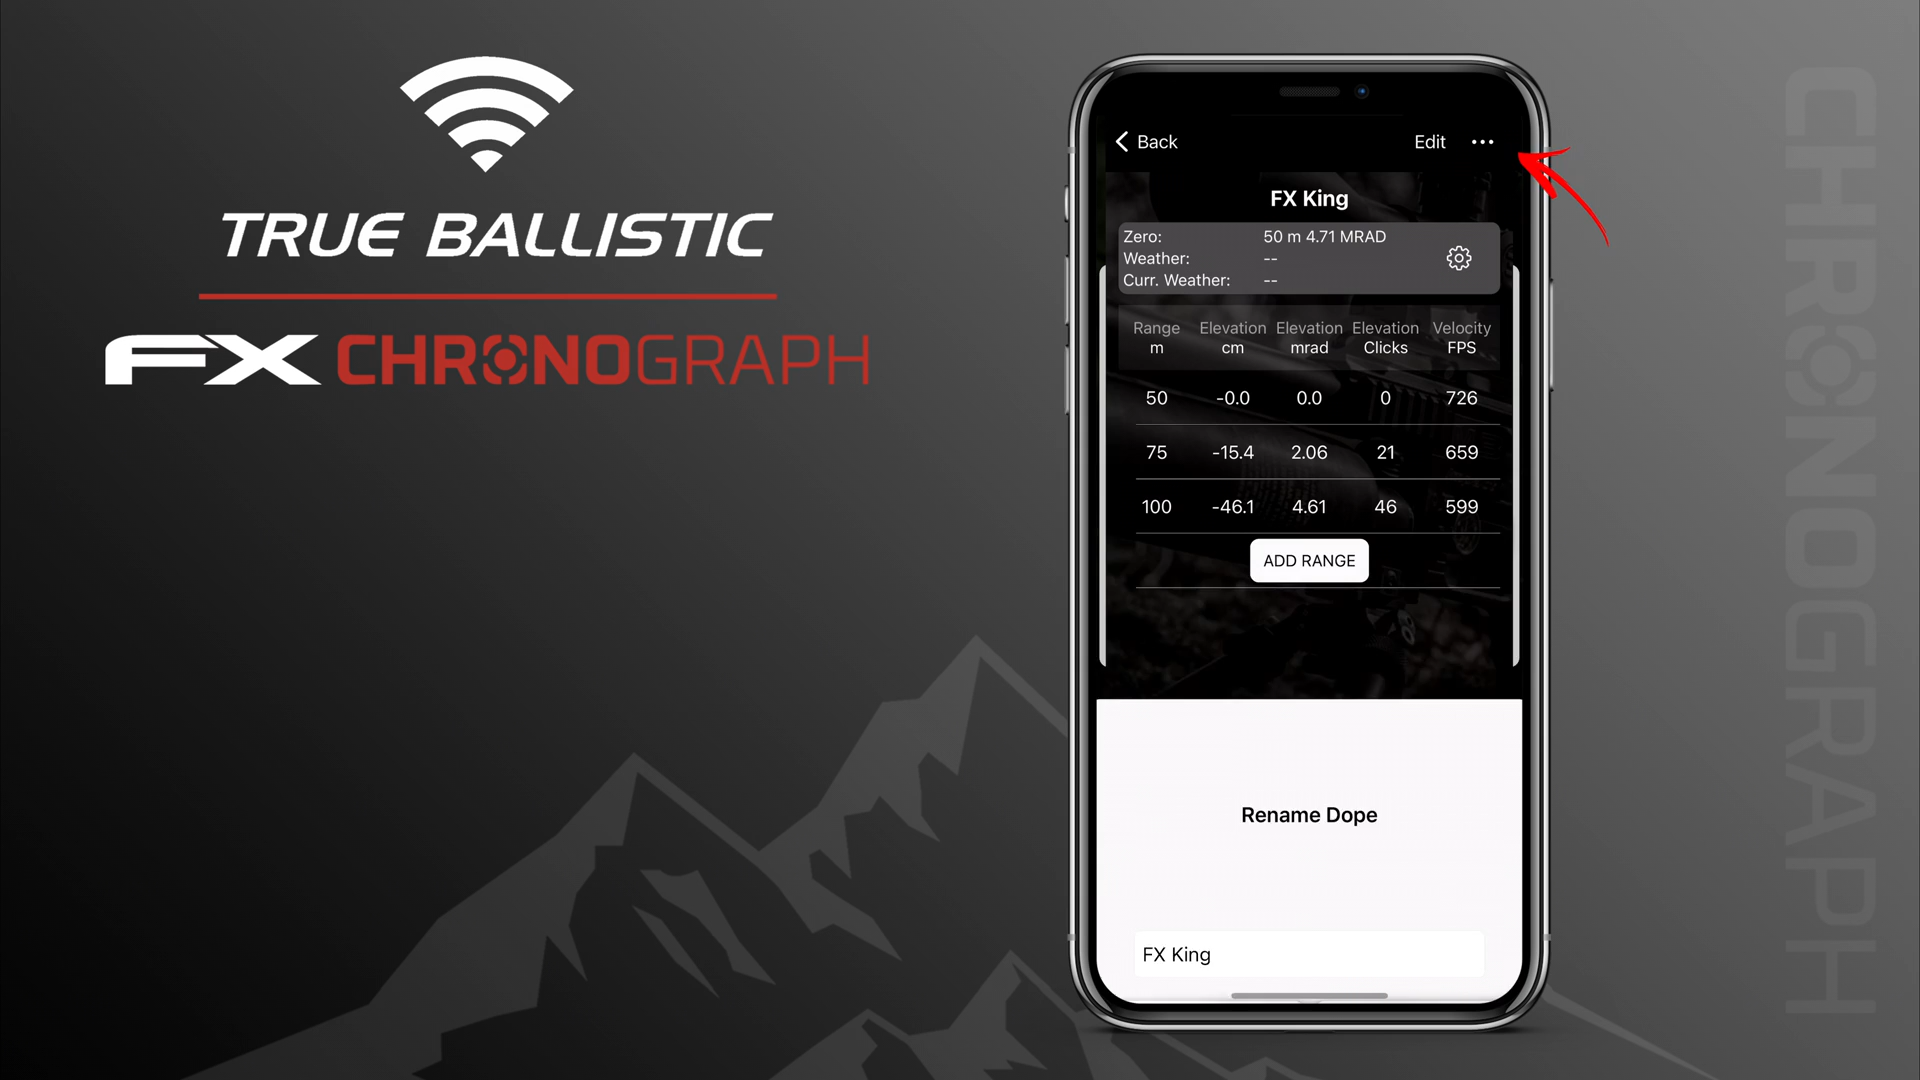 TRUE BALLISTIC
FX CHRONOGRAPH
Back
Edit
FX King
Zero: 50 m 4.71 MRAD
Weather: --
Curr. Weather: --
Range Elevation Elevation Elevation Velocity
m cm mrad Clicks FPS
50 -0.0 0.0 0 726
75 -15.4 2.06 21 659
100 -46.1 4.61 46 599
ADD RANGE
Rename Dope
FX King
CHRONOGRAPH